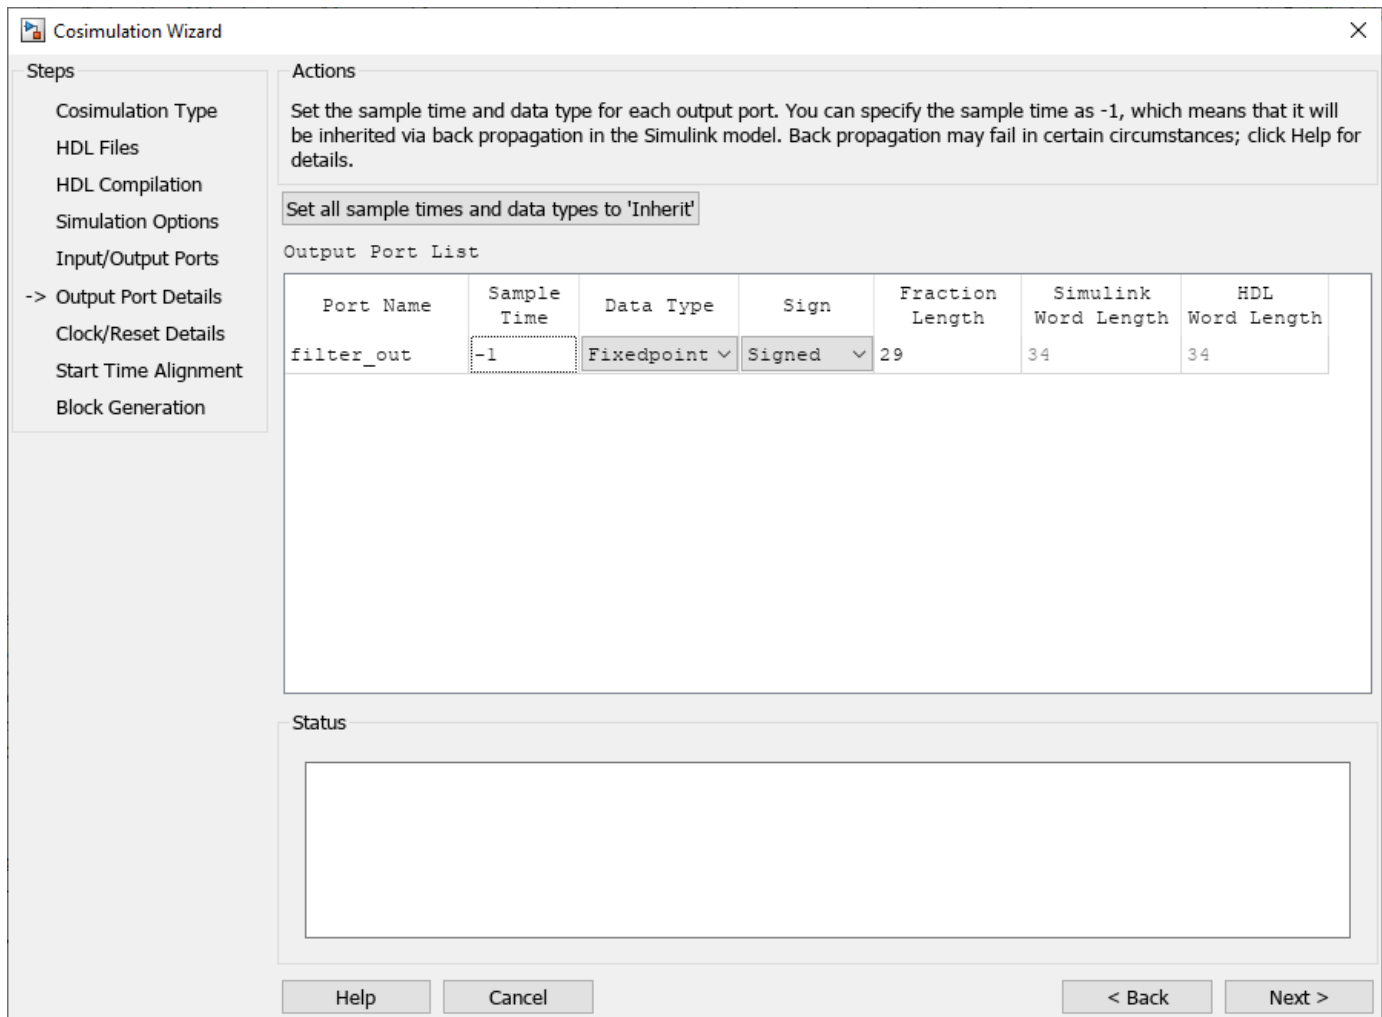 Cosimulation Wizard
Steps
Cosimulation Type
HDL Files
HDL Compilation
Simulation Options
Input/Output Ports
-> Output Port Details
Clock/Reset Details
Start Time Alignment
Block Generation
Actions
Set the sample time and data type for each output port. You can specify the sample time as -1, which means that it will
be inherited via back propagation in the Simulink model. Back propagation may fail in certain circumstances; click Help for
details.
Set all sample times and data types to 'Inherit'
Output Port List
Port Name Sample Time Data Type Sign Fraction Length Simulink Word Length HDL Word Length
filter_out -1 Fixedpoint Signed 29 34 34
Status
Help Cancel < Back Next >